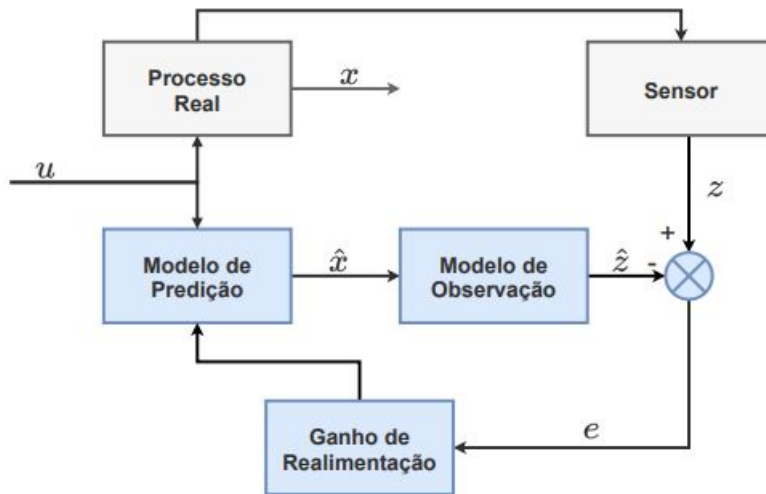 Processo
Real
x
Sensor
u
z
+
Modelo de
Predição
x̂
Modelo de
Observação
ẑ
-
Ganho de
Realimentação
e